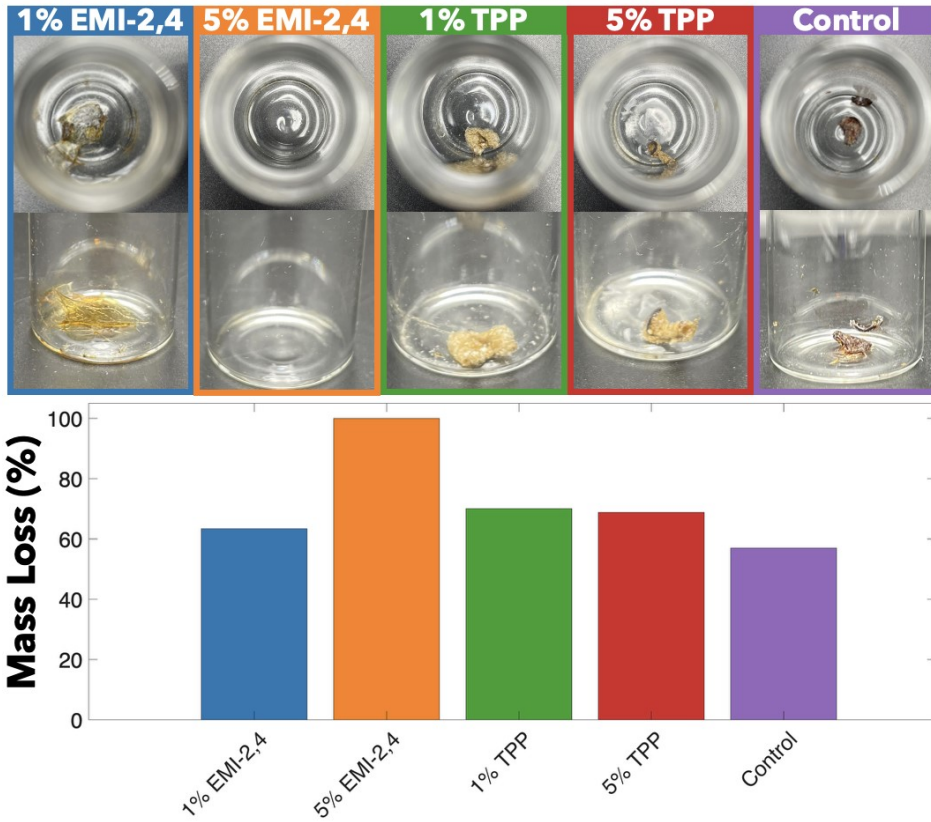 1% EMI-2,4
5% EMI-2,4
1% TPP
5% TPP
Control
Mass Loss (%)
100
80
60
40
20
0
1% EMI-2,4
5% EMI-2,4
1% TPP
5% TPP
Control